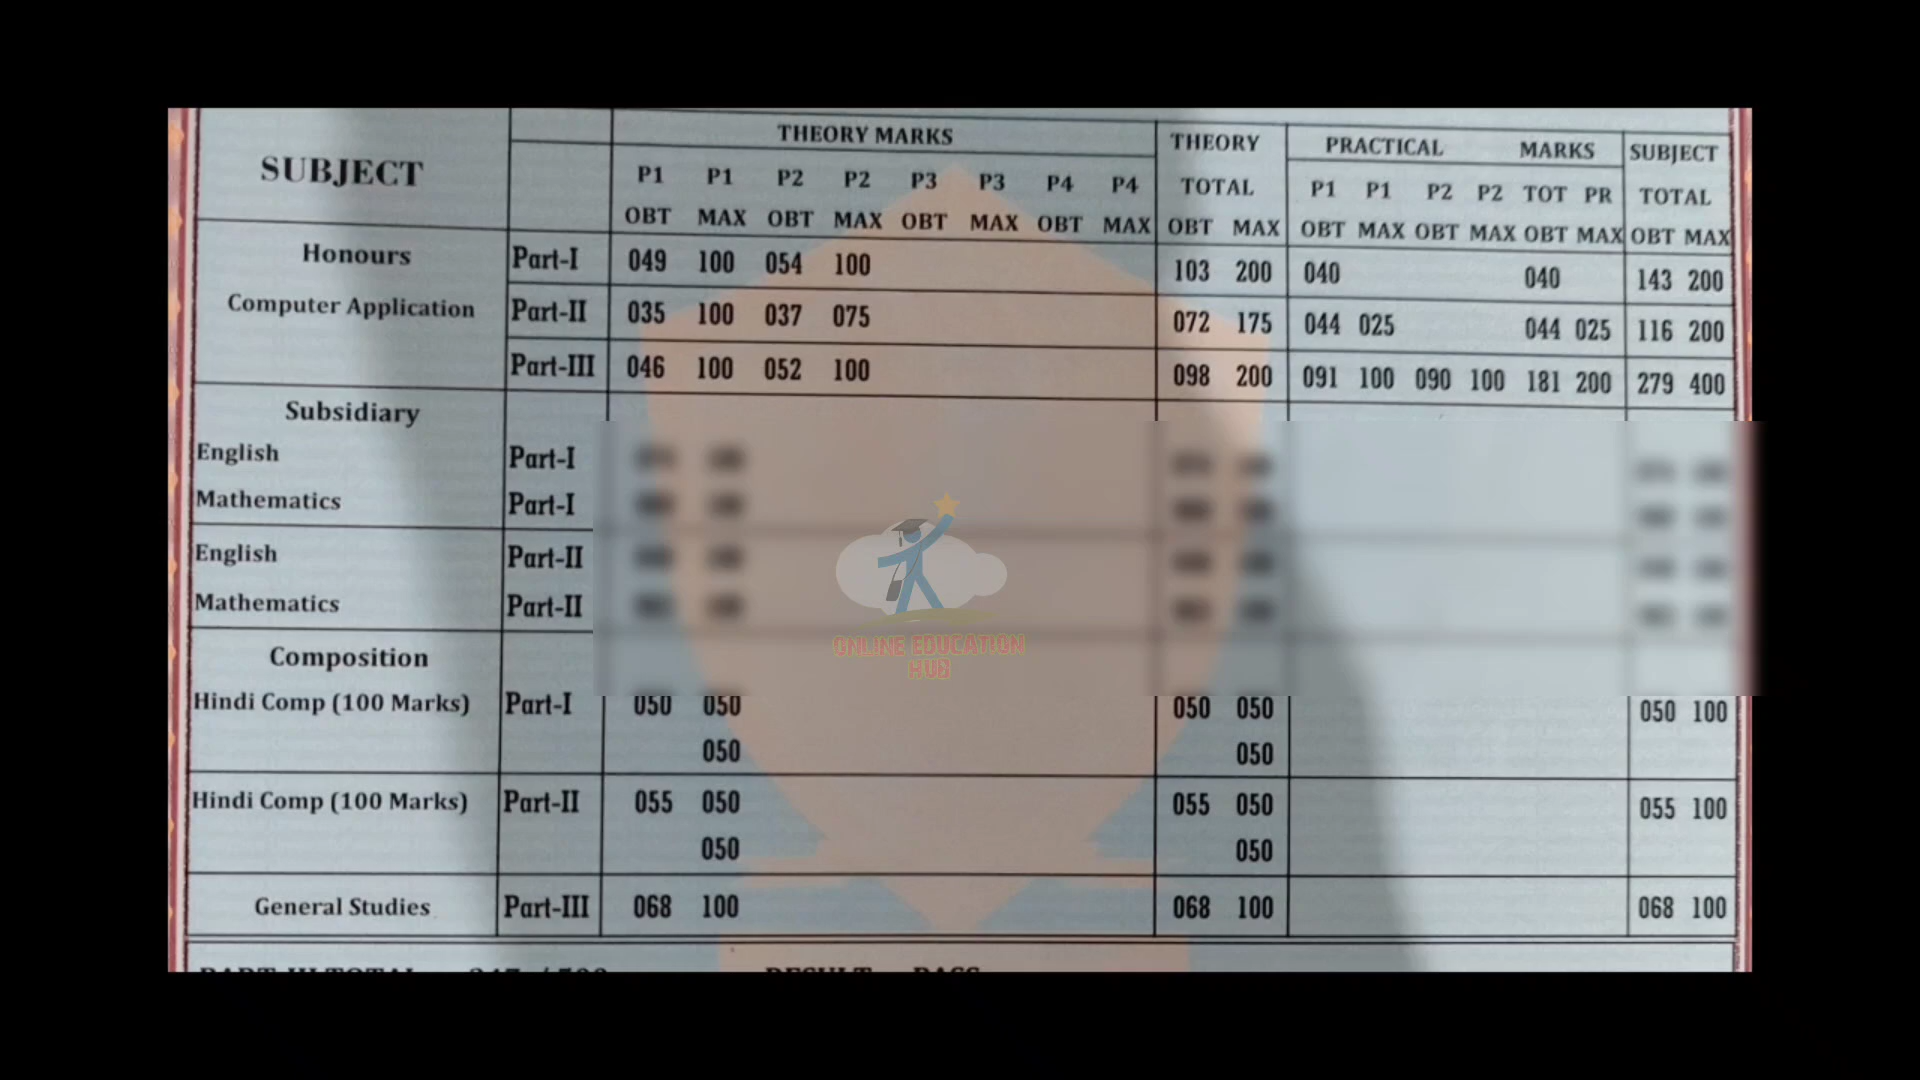 THEORY MARKS THEORY PRACTICAL MARKS SUBJECT
SUBJECT P1 P1 P2 P2 P3 P3 P4 P4 TOTAL P1 P1 P2 P2 TOT PR TOTAL
OBT MAX OBT MAX OBT MAX OBT MAX OBT MAX OBT MAX OBT MAX OBT MAX OBT MAX
Honours Part-I 049 100 054 100 103 200 040 040 143 200
Computer Application Part-II 035 100 037 075 072 175 044 025 044 025 116 200
Part-III 046 100 052 100 098 200 091 100 090 100 181 200 279 400
Subsidiary
English Part-I
Mathematics Part-I
English Part-II
Mathematics Part-II
ONLINE EDUCATION
HUB
Composition
Hindi Comp (100 Marks) Part-I 050 050 050 050 050 100
050 050
Hindi Comp (100 Marks) Part-II 055 050 055 050 055 100
050 050
General Studies Part-III 068 100 068 100 068 100
PART-III TOTAL 347 / 500 RESULT PASS